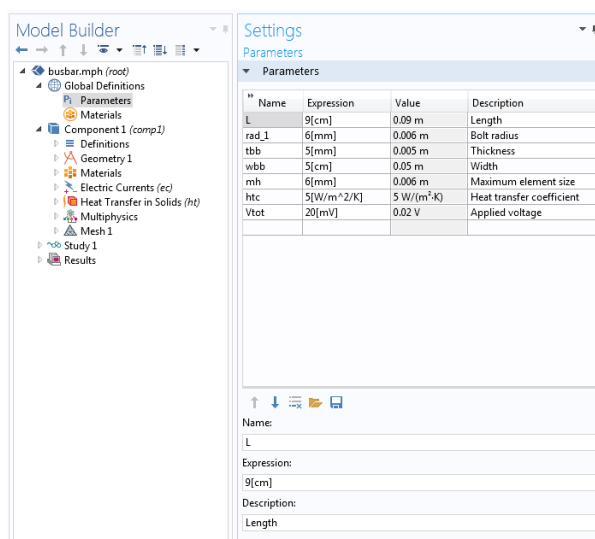 Model Builder
busbar.mph (root)
Global Definitions
Pi Parameters
Materials
Component 1 (comp1)
Definitions
Geometry 1
Materials
Electric Currents (ec)
Heat Transfer in Solids (ht)
Multiphysics
Mesh 1
Study 1
Results
Settings
Parameters
Parameters
Name Expression Value Description
L 9[cm] 0.09 m Length
rad_1 6[mm] 0.006 m Bolt radius
tbb 5[mm] 0.005 m Thickness
wbb 5[cm] 0.05 m Width
mh 6[mm] 0.006 m Maximum element size
htc 5[W/m^2/K] 5 W/(m²·K) Heat transfer coefficient
Vtot 20[mV] 0.02 V Applied voltage
Name:
L
Expression:
9[cm]
Description:
Length